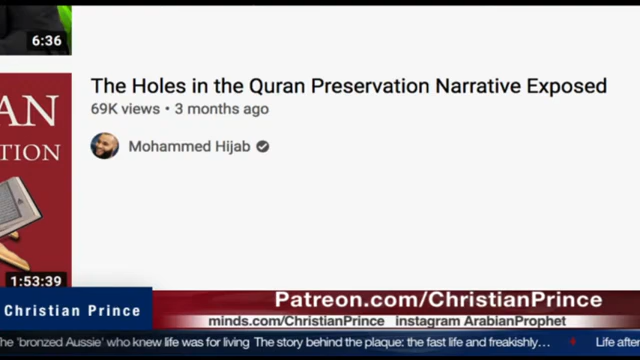 6:36
The Holes in the Quran Preservation Narrative Exposed
69K views • 3 months ago
AN
TION
Mohammed Hijab
1:53:39
Christian Prince
Patreon.com/ChristianPrince
minds.com/ChristianPrince instagram ArabianProphet
The 'bronzed Aussie' who knew life was for living The story behind the plaque: the fast life and freakishly... Life after